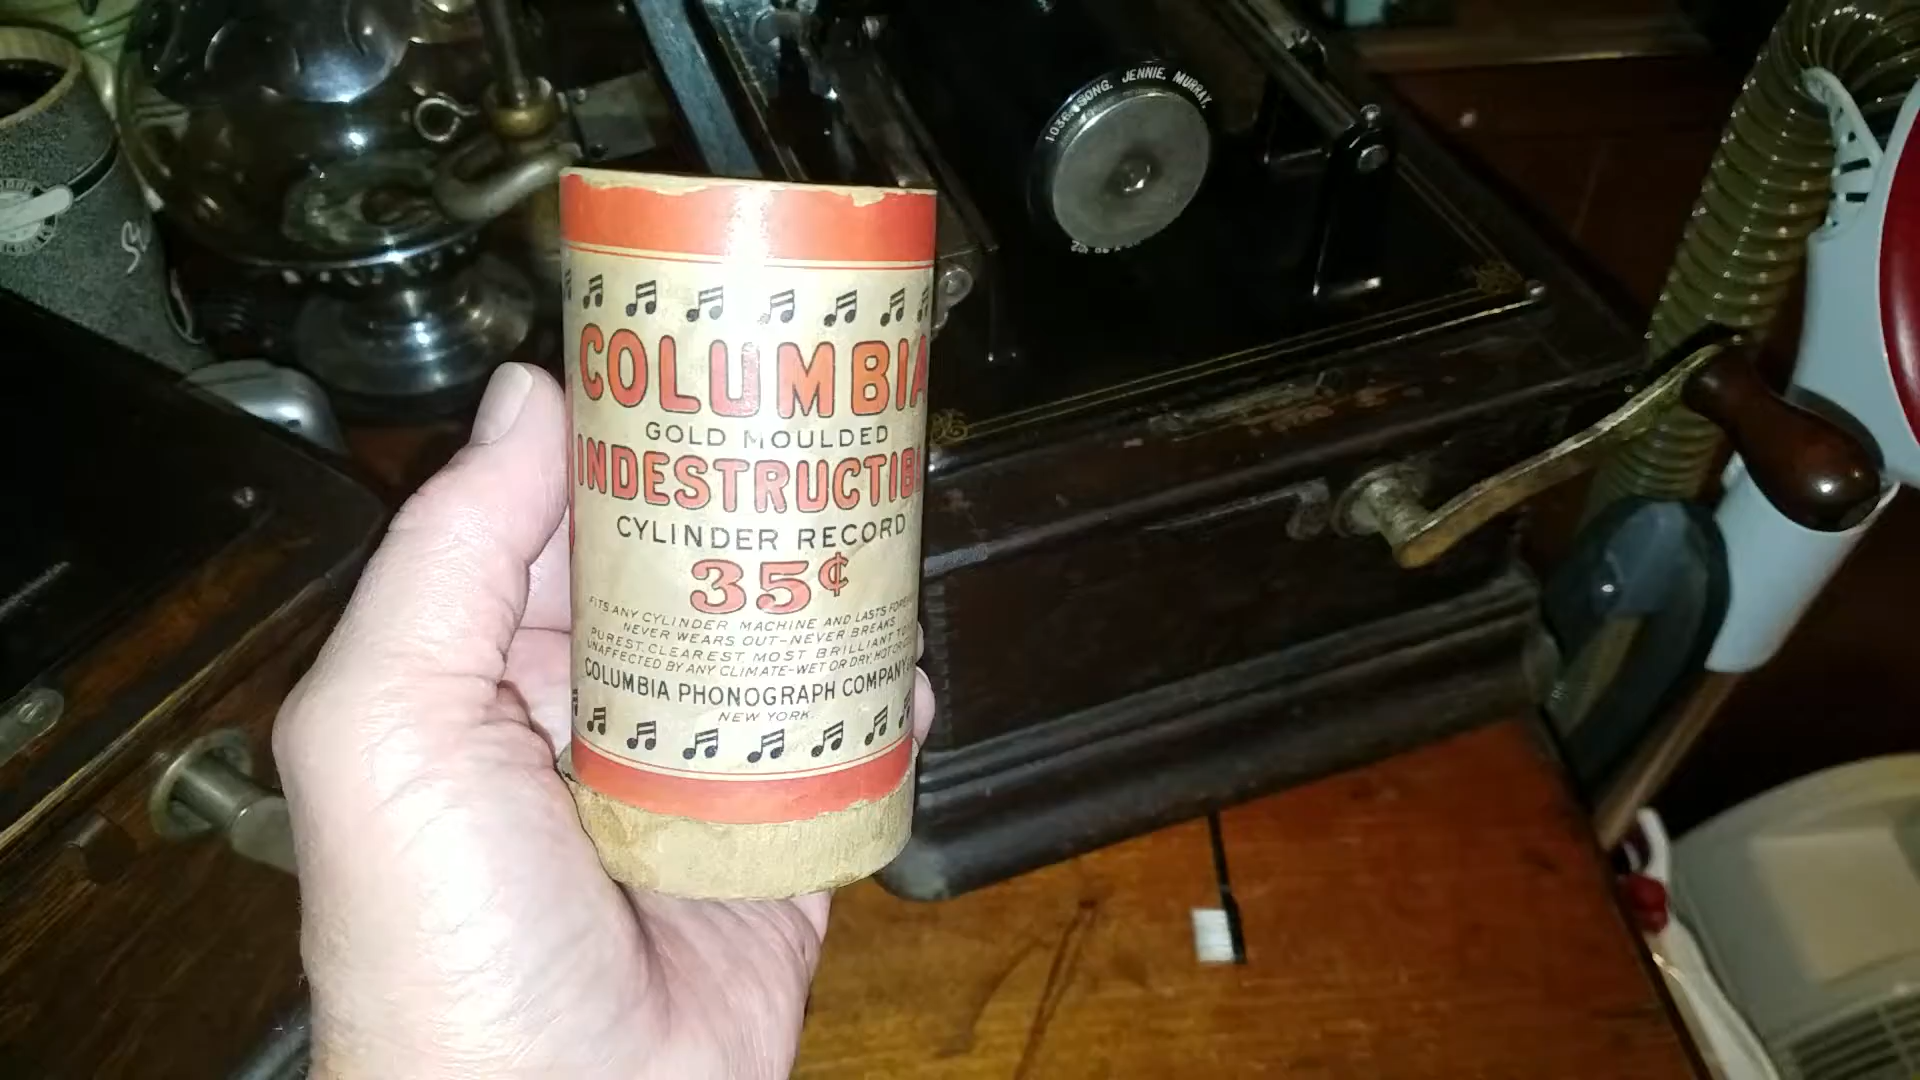 1036. SONG. JENNIE. MURRAY.
COLUMBIA
GOLD MOULDED
INDESTRUCTIB
CYLINDER RECORD
35¢
FITS ANY CYLINDER MACHINE AND LASTS FORE
NEVER WEARS OUT-NEVER BREAKS
PUREST, CLEAREST, MOST BRILLIANT
UNAFFECTED BY ANY CLIMATE-WET OR DRY, HOT OR
COLUMBIA PHONOGRAPH COMPANY
NEW YORK.